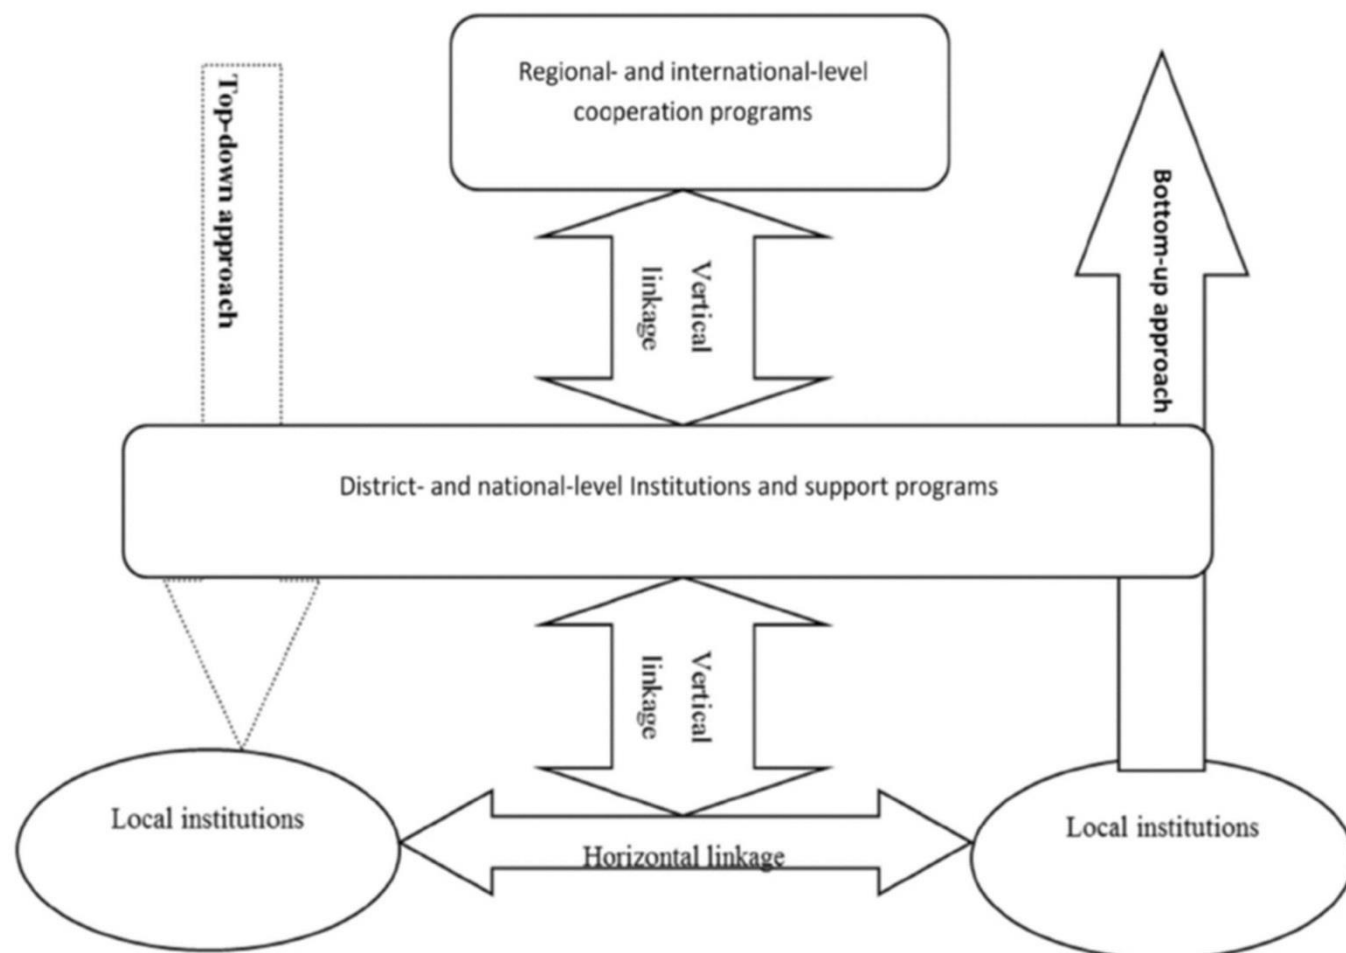 Regional- and international-level
cooperation programs
Top-down approach
Bottom-up approach
Vertical
linkage
District- and national-level Institutions and support programs
Vertical
linkage
Local institutions
Horizontal linkage
Local institutions